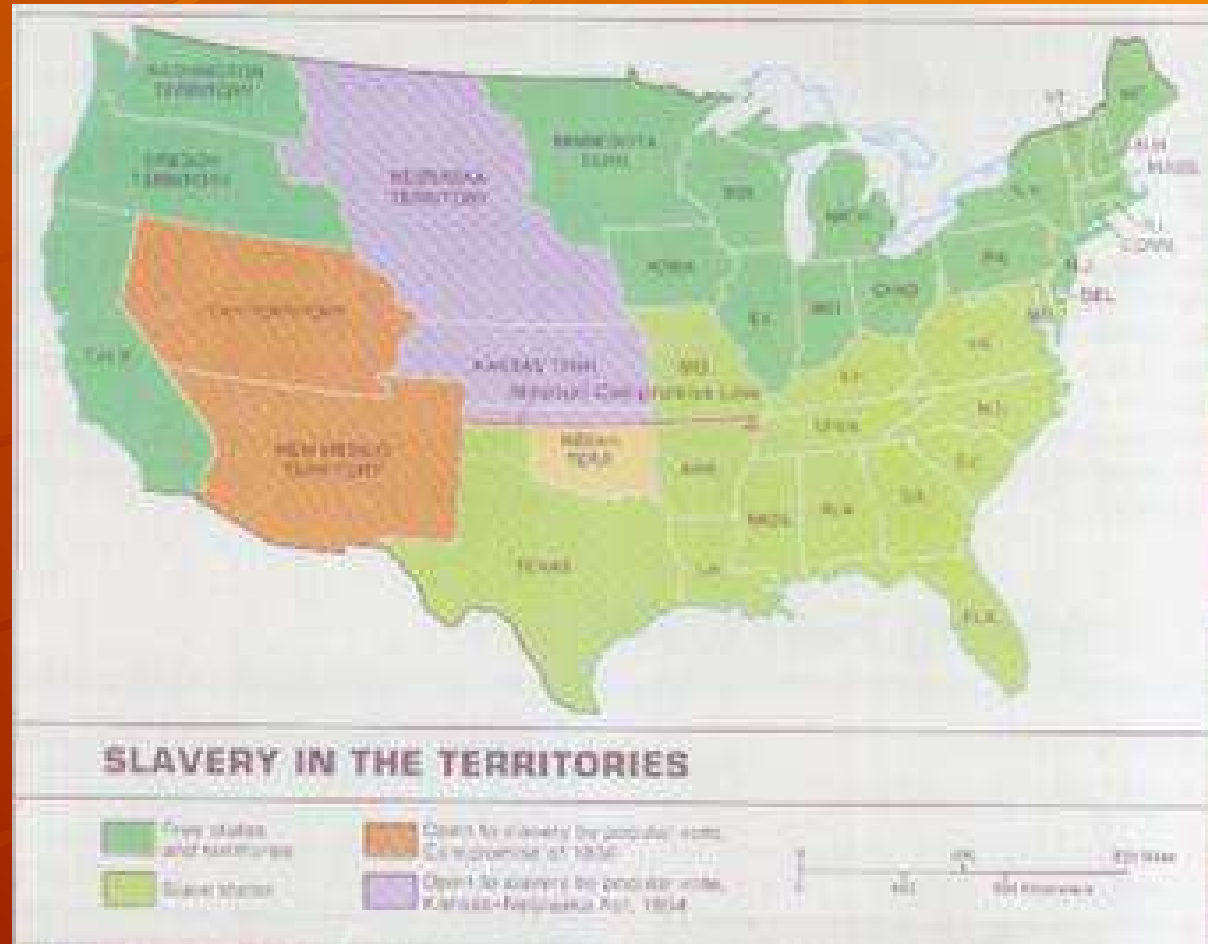 WASHINGTON
TERRITORY
OREGON
TERRITORY
NEBRASKA
TERRITORY
MINNESOTA
TERR.
WIS.
MICH.
VT.
ME.
N.H.
MASS.
N.Y.
R.I.
CONN.
IOWA
PA.
N.J.
DEL.
MD.
ILL.
IND.
OHIO
UTAH TERRITORY
CALIF.
KANSAS TERR.
MO.
Missouri Compromise Line
KY.
VA.
NEW MEXICO
TERRITORY
INDIAN
TERR.
TENN.
N.C.
ARK.
S.C.
MISS.
ALA.
GA.
TEXAS
LA.
FLA.
SLAVERY IN THE TERRITORIES
Free states
and territories
Slave states
Open to slavery by popular vote,
Compromise of 1850
Open to slavery by popular vote,
Kansas-Nebraska Act, 1854
0